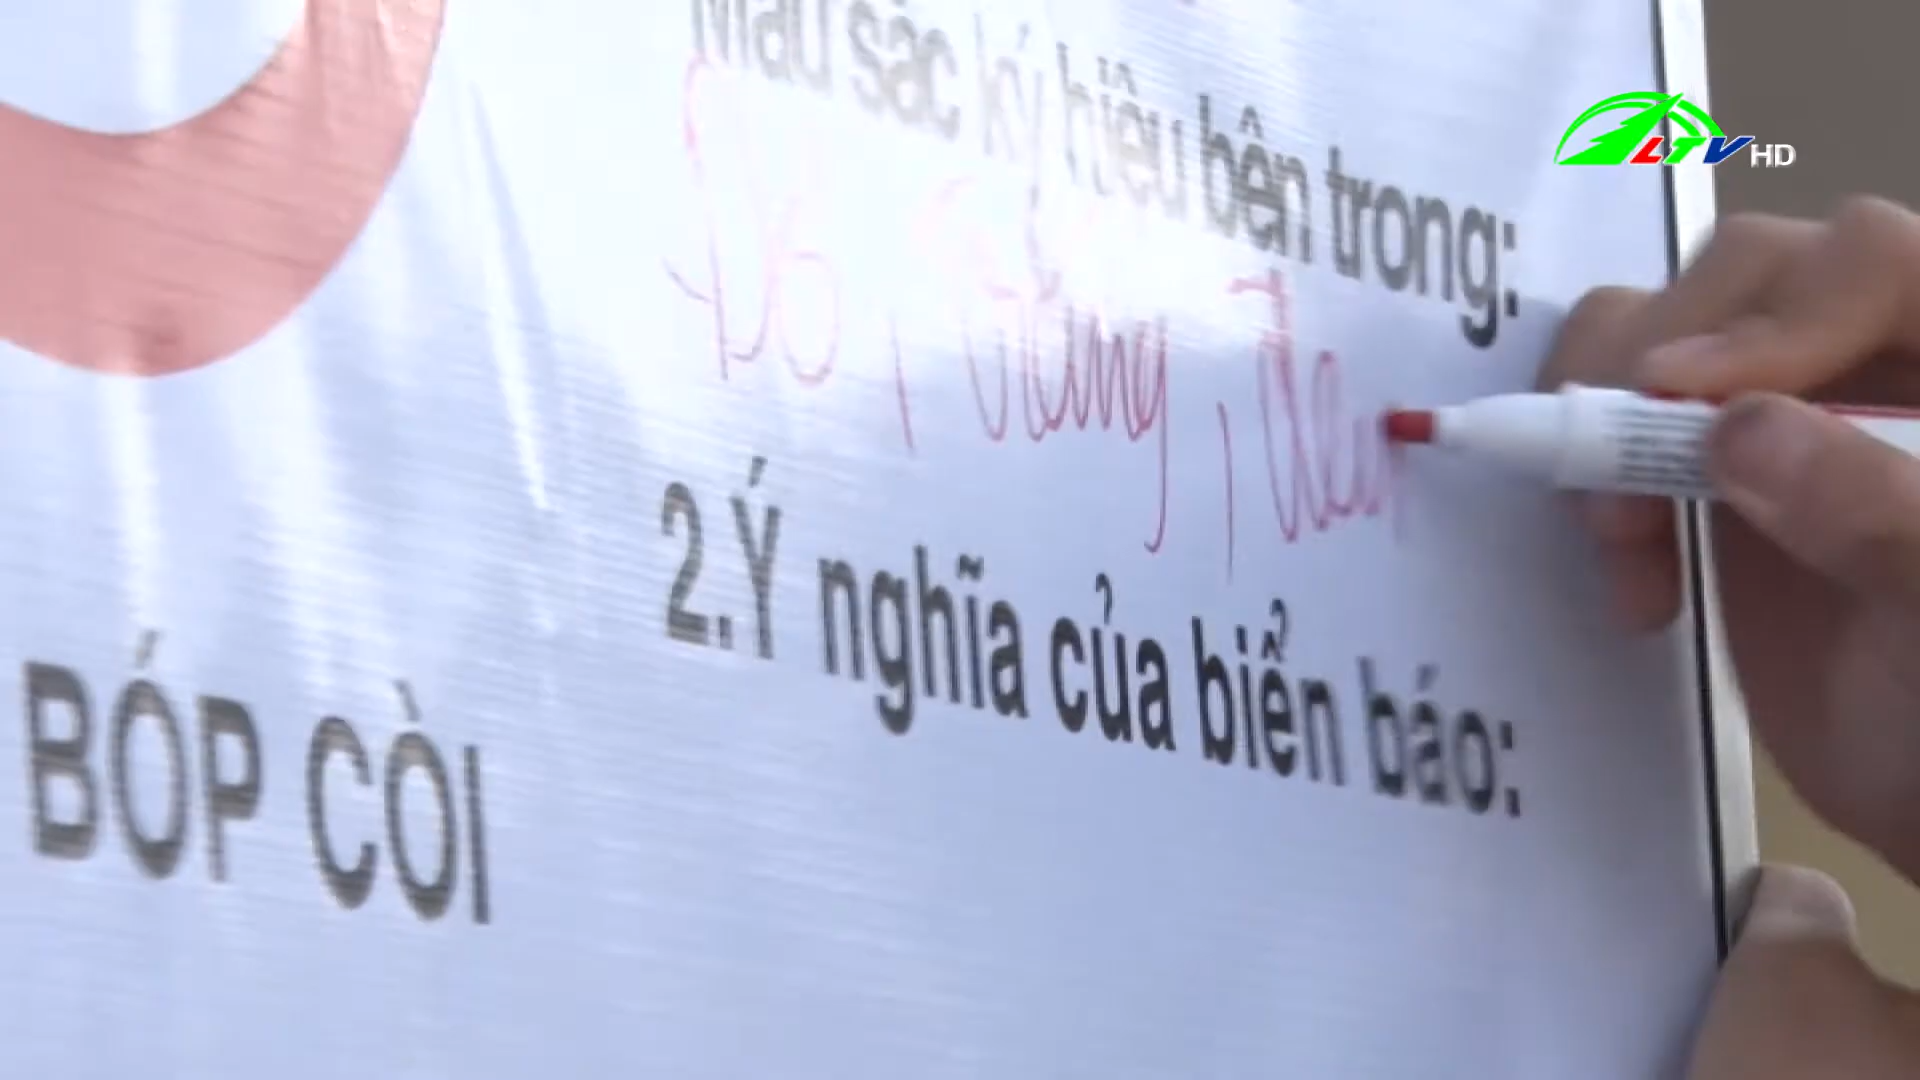 Màu sắc ký hiệu bên trong:
Đỏ, trắng, đen
2.Ý nghĩa của biển báo:
BÓP CÒI
LTV HD